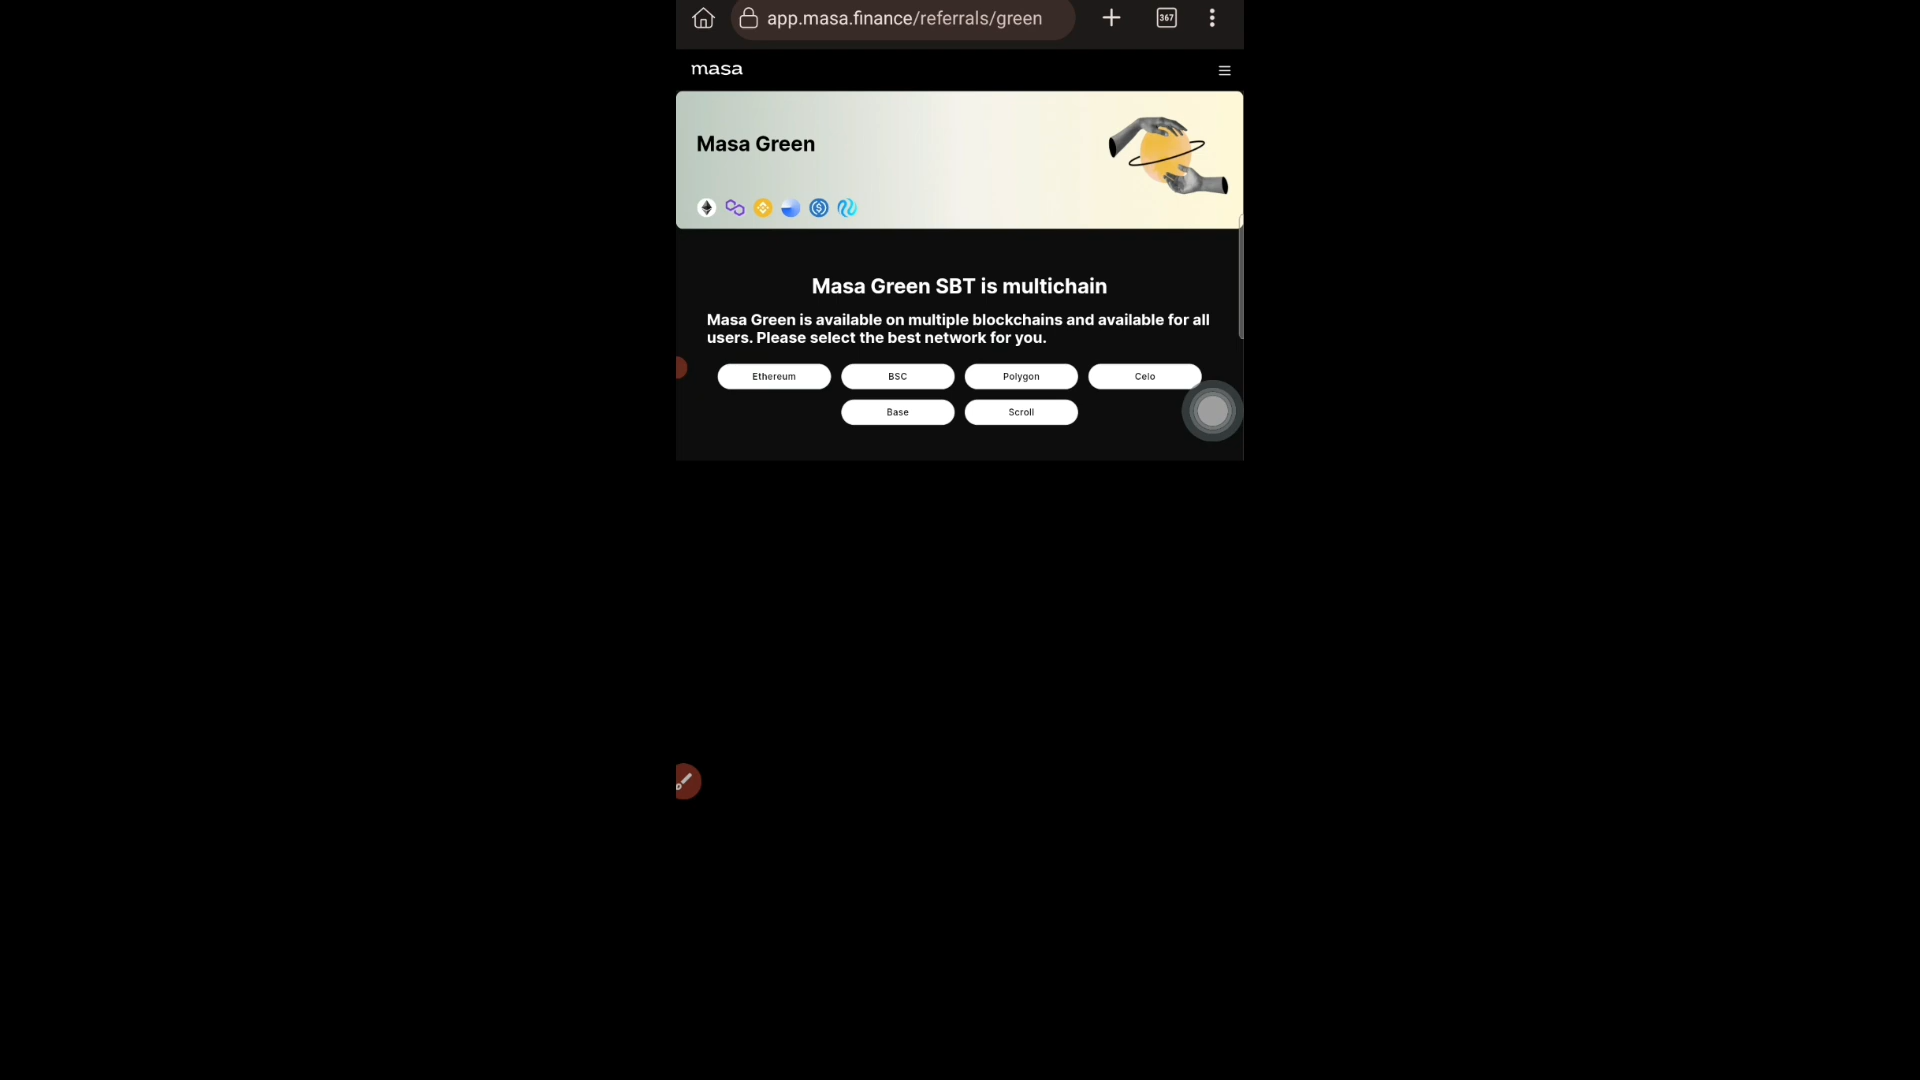 app.masa.finance/referrals/green
367
masa
Masa Green
Masa Green SBT is multichain
Masa Green is available on multiple blockchains and available for all
users. Please select the best network for you.
Ethereum BSC Polygon Celo
Base Scroll